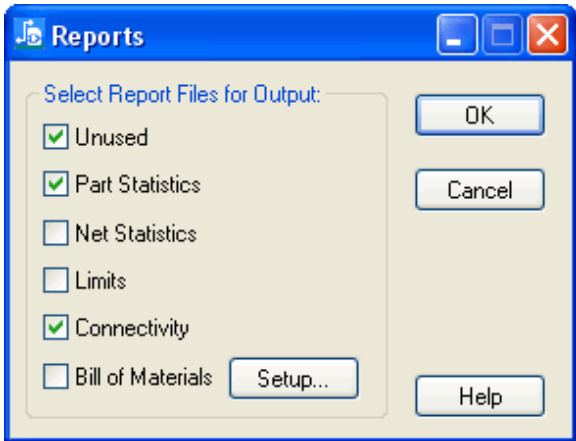 Reports
Select Report Files for Output:
Unused
Part Statistics
Net Statistics
Limits
Connectivity
Bill of Materials
Setup...
OK
Cancel
Help